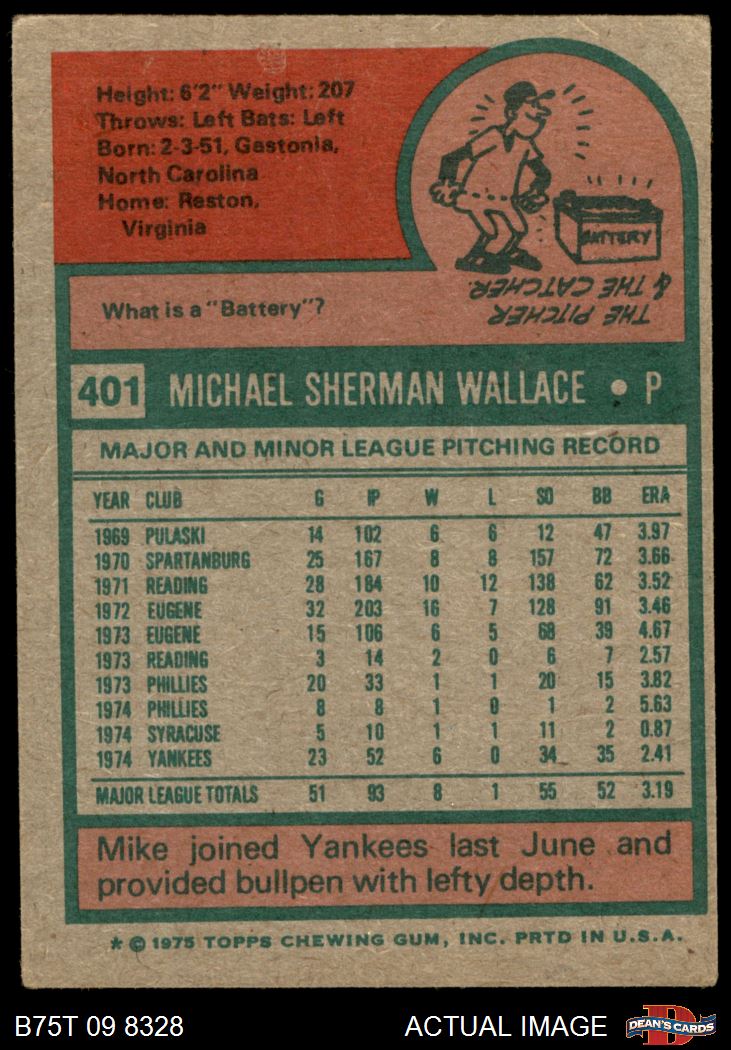 Height: 6'2" Weight: 207
Throws: Left Bats: Left
Born: 2-3-51, Gastonia,
North Carolina
Home: Reston,
Virginia
BATTERY
THE PITCHER
& THE CATCHER.
What is a "Battery"?
401 MICHAEL SHERMAN WALLACE • P
MAJOR AND MINOR LEAGUE PITCHING RECORD
YEAR CLUB G IP W L SO BB ERA
1969 PULASKI 14 102 6 6 12 47 3.97
1970 SPARTANBURG 25 167 8 8 157 72 3.66
1971 READING 28 184 10 12 138 62 3.52
1972 EUGENE 32 203 16 7 128 91 3.46
1973 EUGENE 15 106 6 5 68 39 4.67
1973 READING 3 14 2 0 6 7 2.57
1973 PHILLIES 20 33 1 1 20 15 3.82
1974 PHILLIES 8 8 1 0 1 2 5.63
1974 SYRACUSE 5 10 1 1 11 2 0.87
1974 YANKEES 23 52 6 0 34 35 2.41
MAJOR LEAGUE TOTALS 51 93 8 1 55 52 3.19
Mike joined Yankees last June and
provided bullpen with lefty depth.
* © 1975 TOPPS CHEWING GUM, INC. PRTD IN U.S.A.
B75T 09 8328 ACTUAL IMAGE DEAN'S CARDS